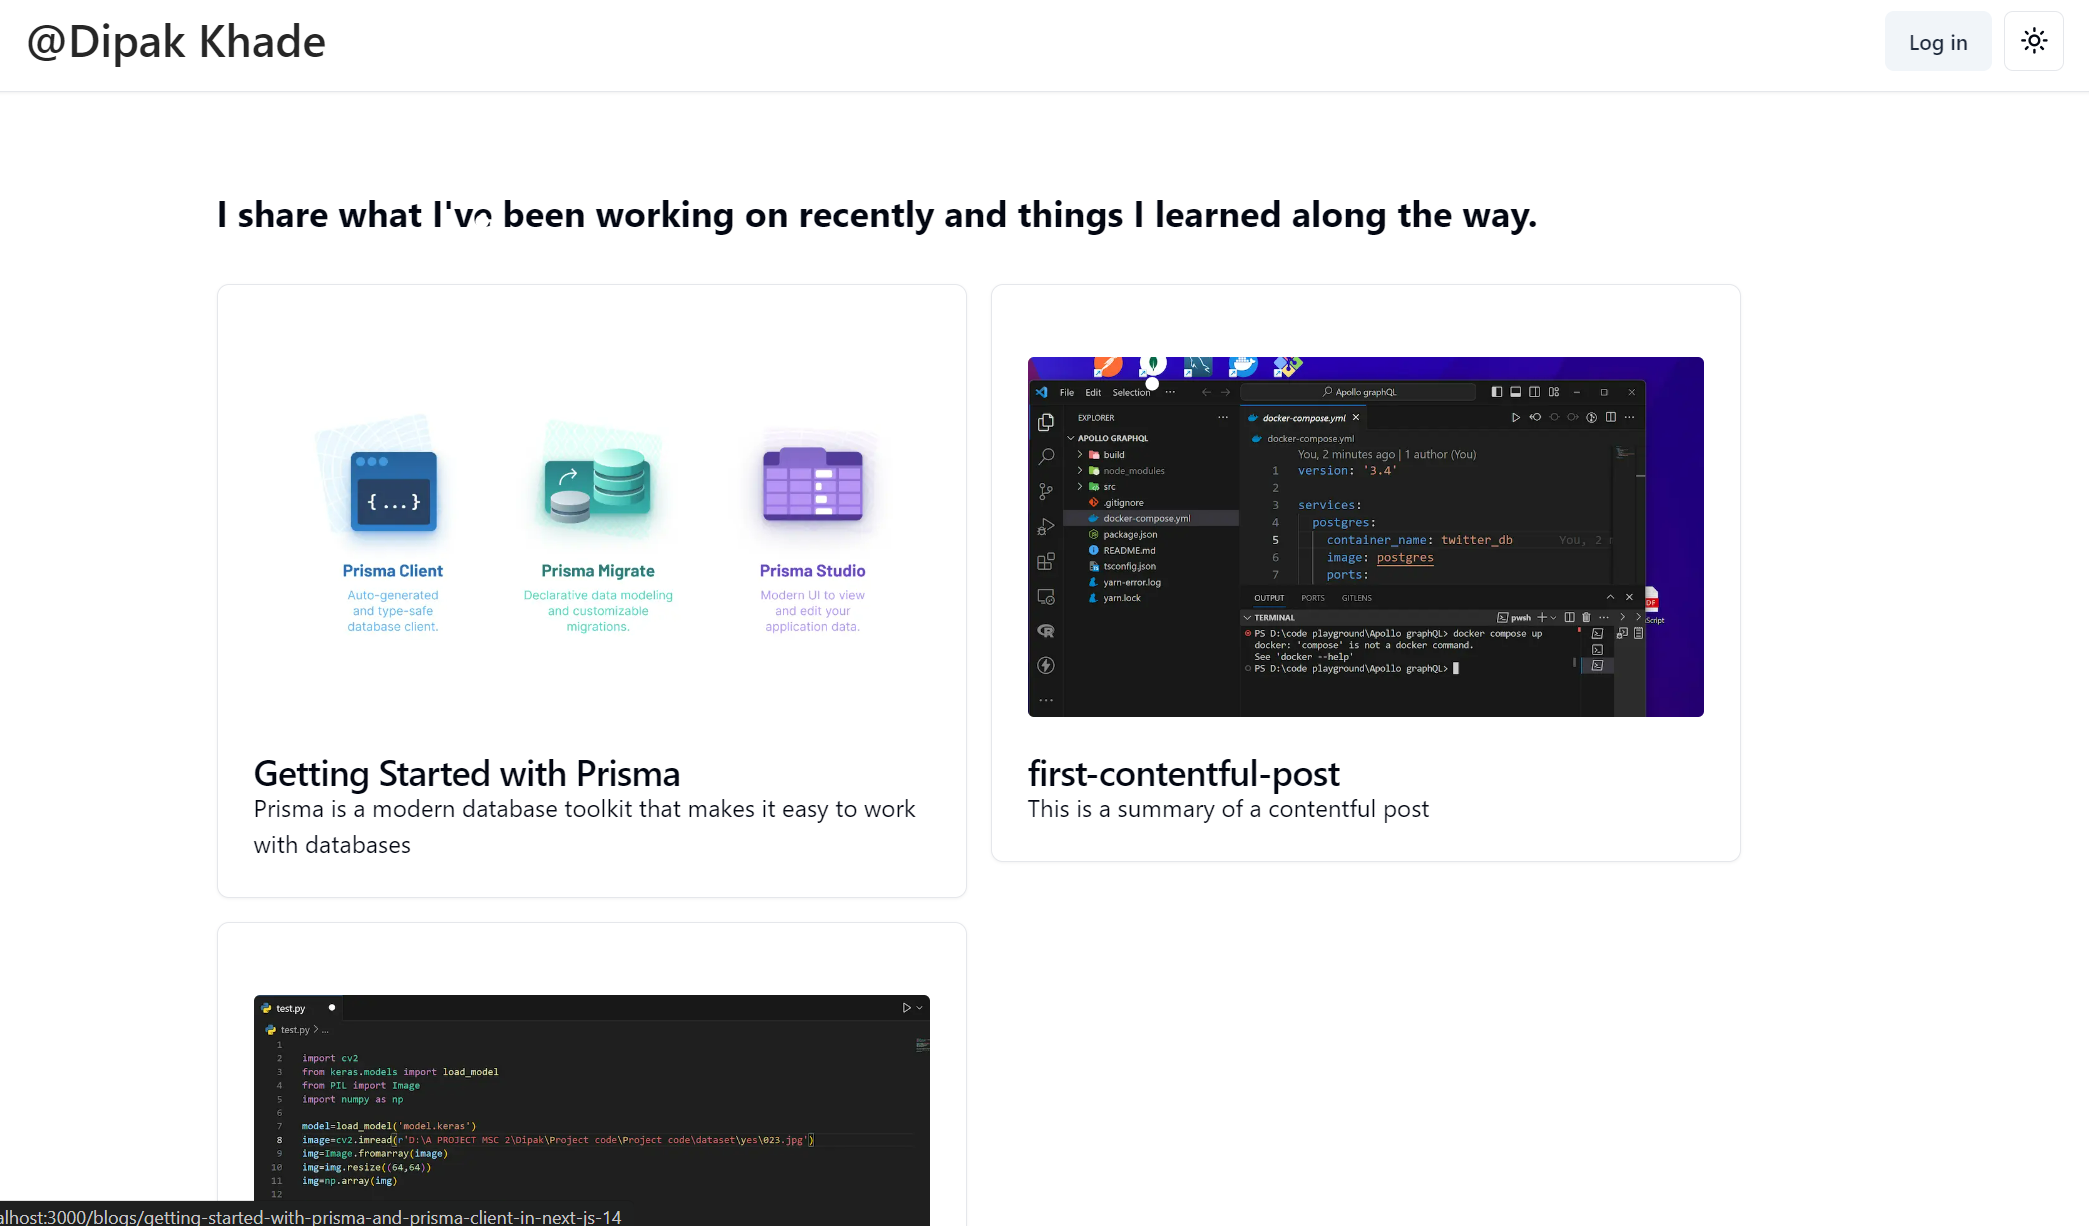 @Dipak Khade
Log in
I share what I've been working on recently and things I learned along the way.
{...}
Prisma Client
Auto-generated
and type-safe
database client.
Prisma Migrate
Declarative data modeling
and customizable
migrations.
Prisma Studio
Modern UI to view
and edit your
application data.
Getting Started with Prisma
Prisma is a modern database toolkit that makes it easy to work
with databases
File Edit Selection ... Apollo graphQL
EXPLORER ...
APOLLO GRAPHQL
build
node_modules
src
.gitignore
docker-compose.yml
package.json
README.md
tsconfig.json
yarn-error.log
yarn.lock
docker-compose.yml
docker-compose.yml
You, 2 minutes ago | 1 author (You)
1 version: '3.4'
2
3 services:
4 postgres:
5 container_name: twitter_db You, 2
6 image: postgres
7 ports:
OUTPUT PORTS GITLENS
TERMINAL pwsh
PS D:\code playground\Apollo graphQL> docker compose up
docker: 'compose' is not a docker command.
See 'docker --help'
PS D:\code playground\Apollo graphQL>
Script
first-contentful-post
This is a summary of a contentful post
test.py
test.py > ...
1
2 import cv2
3 from keras.models import load_model
4 from PIL import Image
5 import numpy as np
6
7 model=load_model('model.keras')
8 image=cv2.imread(r'D:\A PROJECT MSC 2\Dipak\Project code\Project code\dataset\yes\023.jpg')
9 img=Image.fromarray(image)
10 img=img.resize((64,64))
11 img=np.array(img)
12
alhost:3000/blogs/getting-started-with-prisma-and-prisma-client-in-next-js-14